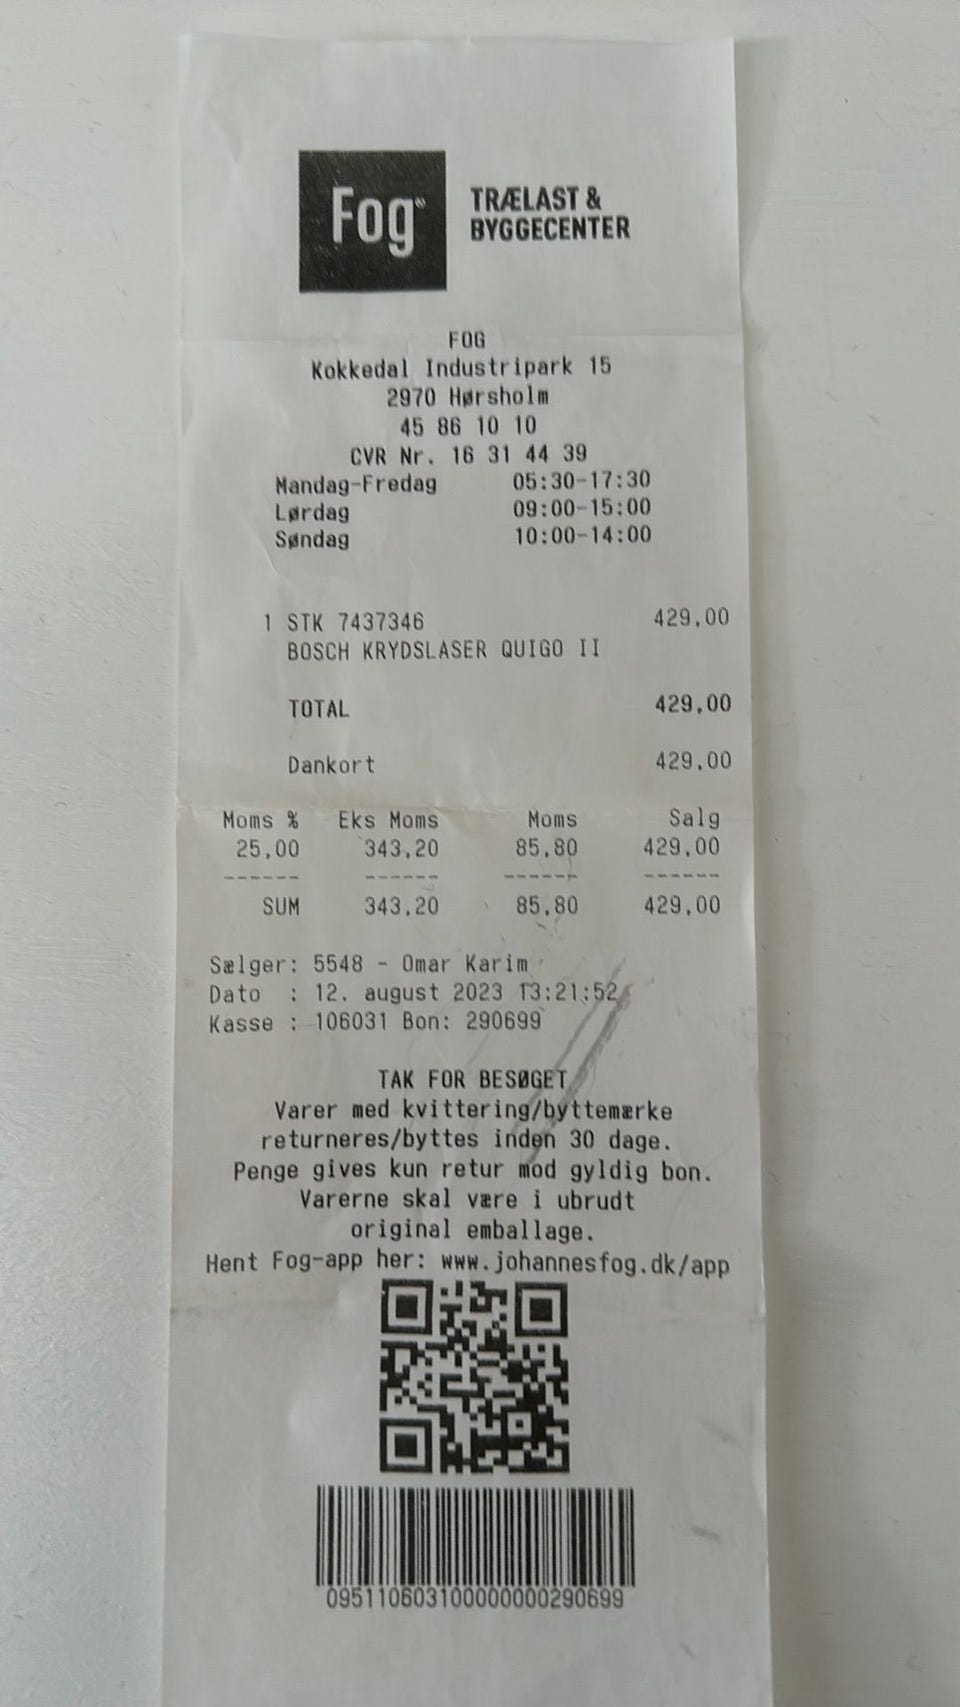 Fog®
TRÆLAST &
BYGGECENTER
FOG
Kokkedal Industripark 15
2970 Hørsholm
45 86 10 10
CVR Nr. 16 31 44 39
Mandag-Fredag 05:30-17:30
Lørdag 09:00-15:00
Søndag 10:00-14:00
1 STK 7437346 429,00
BOSCH KRYDSLASER QUIGO II
TOTAL 429,00
Dankort 429,00
Moms % Eks Moms Moms Salg
25,00 343,20 85,80 429,00
------ ------ ------ ------
SUM 343,20 85,80 429,00
Sælger: 5548 - Omar Karim
Dato : 12. august 2023 13:21:52
Kasse : 106031 Bon: 290699
TAK FOR BESØGET
Varer med kvittering/byttemærke
returneres/byttes inden 30 dage.
Penge gives kun retur mod gyldig bon.
Varerne skal være i ubrudt
original emballage.
Hent Fog-app her: www.johannesfog.dk/app
09511060310000000290699